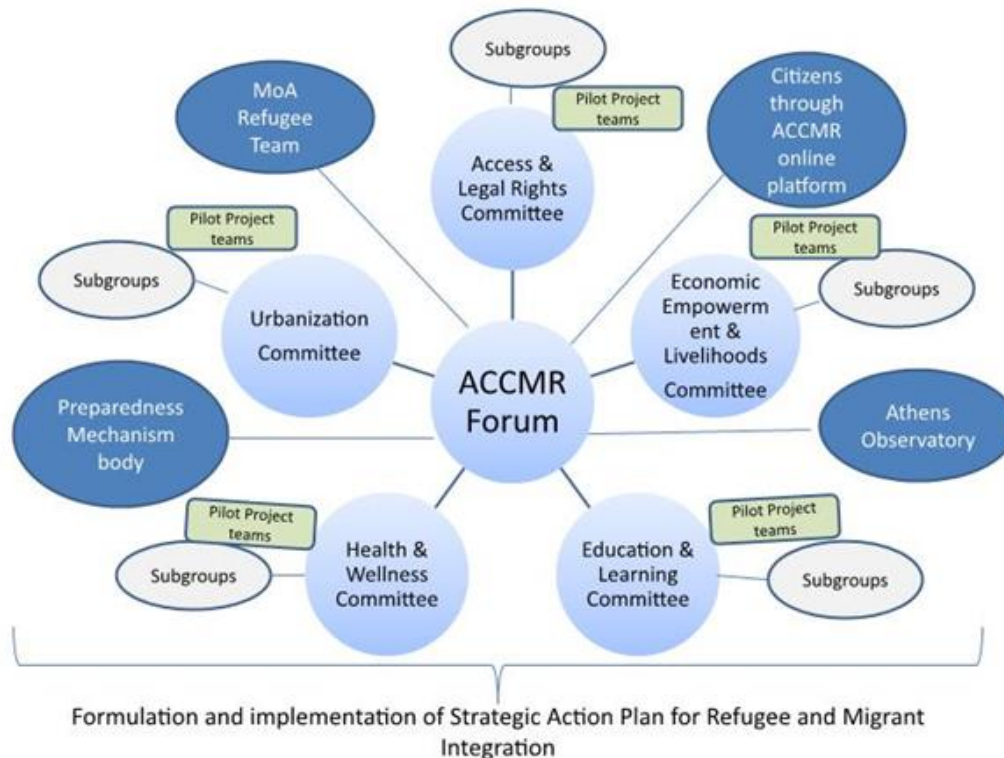 Subgroups
Pilot Project
teams
MoA
Refugee
Team
Citizens
through
ACCMR
online
platform
Access &
Legal Rights
Committee
Pilot Project
teams
Subgroups
Urbanization
Committee
Pilot Project
teams
Subgroups
Economic
Empowerm
ent &
Livelihoods
Committee
ACCMR
Forum
Preparedness
Mechanism
body
Athens
Observatory
Pilot Project
teams
Subgroups
Health &
Wellness
Committee
Education &
Learning
Committee
Pilot Project
teams
Subgroups
Formulation and implementation of Strategic Action Plan for Refugee and Migrant
Integration